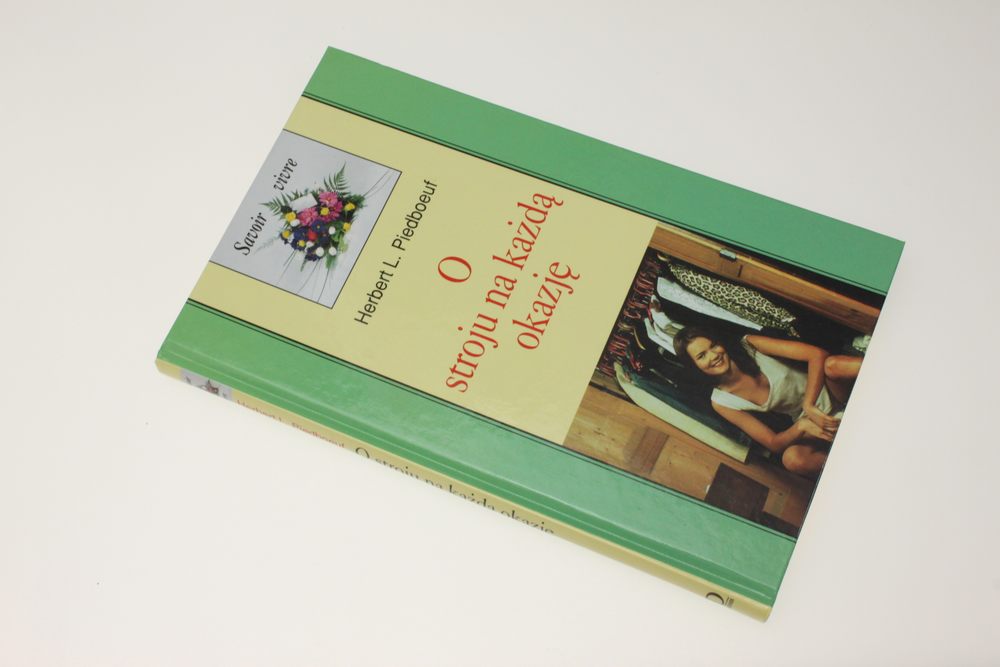 Savoir vivre
Herbert L. Piedboeuf
O
stroju na każdą
okazję
Herbert L. Piedboeuf
O stroju na każdą okazję